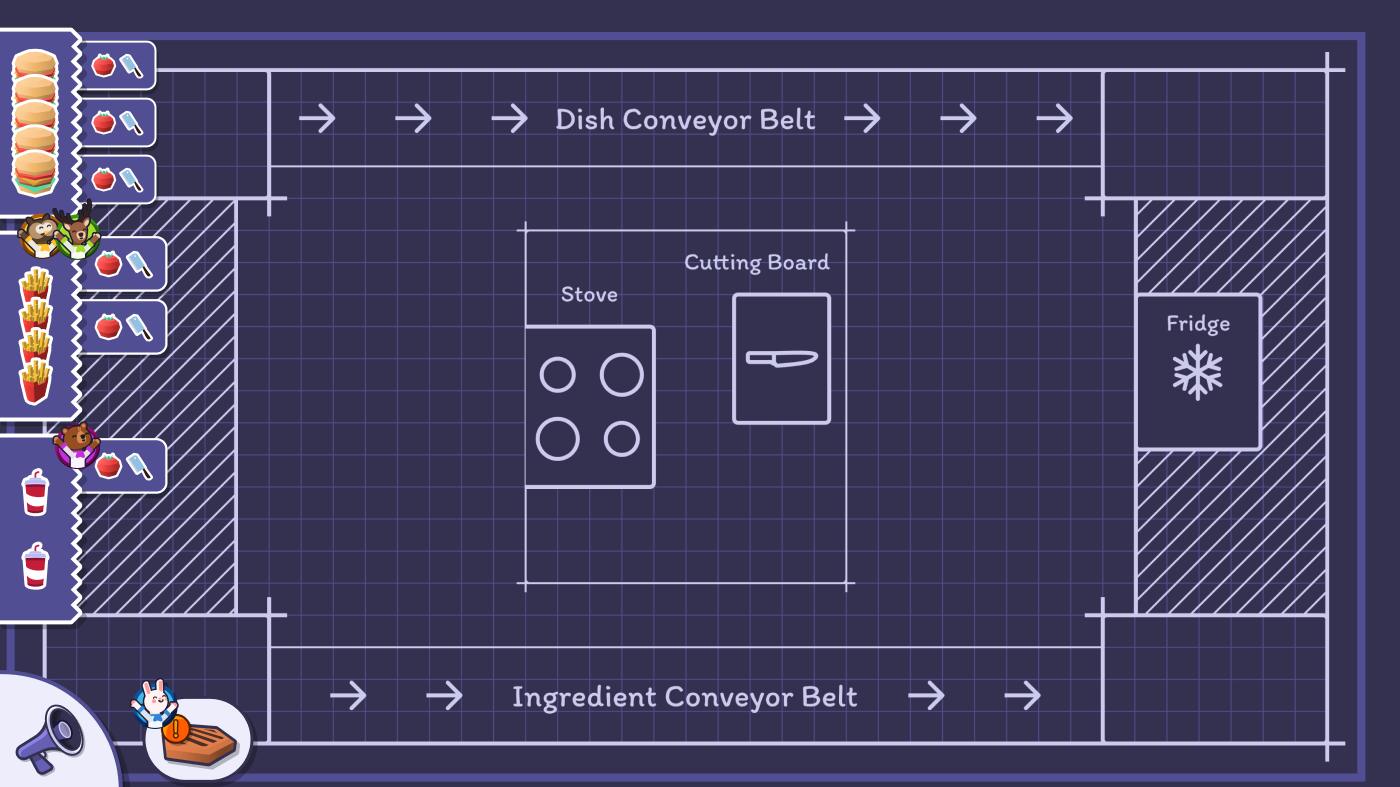 Dish Conveyor Belt
Cutting Board
Stove
Fridge
Ingredient Conveyor Belt